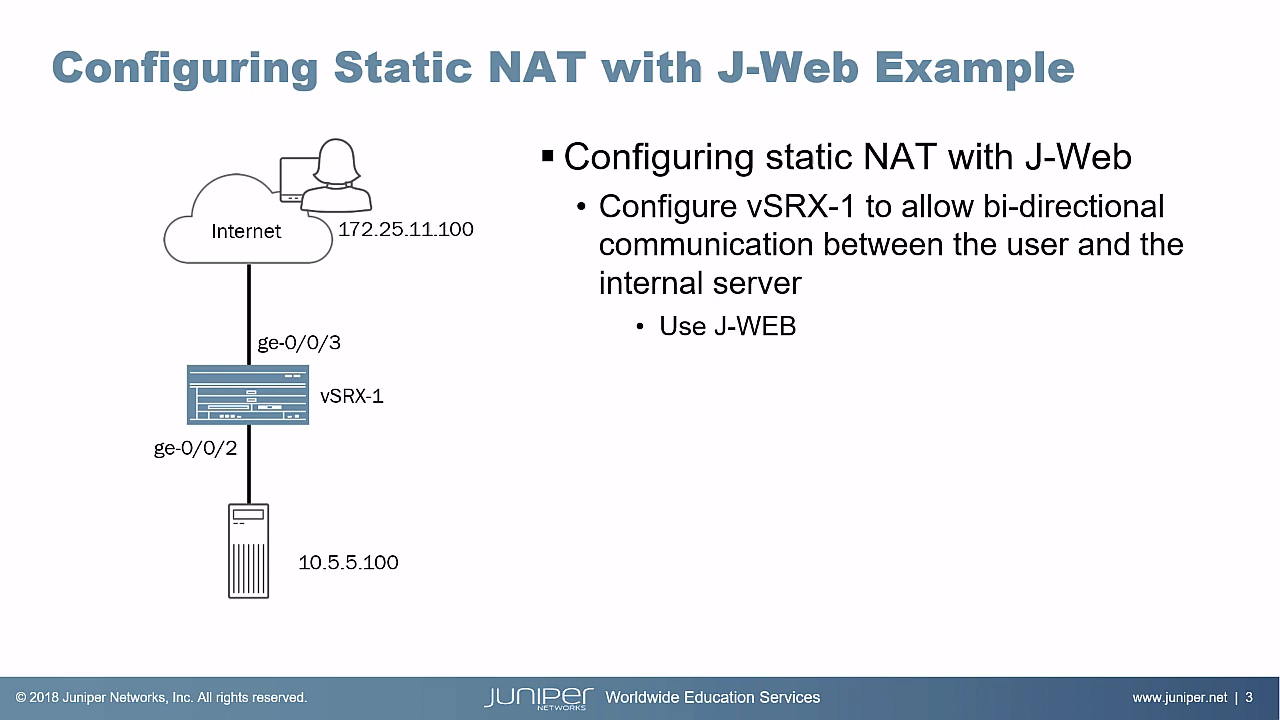 Configuring Static NAT with J-Web Example
Internet
172.25.11.100
ge-0/0/3
vSRX-1
ge-0/0/2
10.5.5.100
▪ Configuring static NAT with J-Web
• Configure vSRX-1 to allow bi-directional
communication between the user and the
internal server
• Use J-WEB
© 2018 Juniper Networks, Inc. All rights reserved.
JUNIPER
NETWORKS
Worldwide Education Services
www.juniper.net | 3